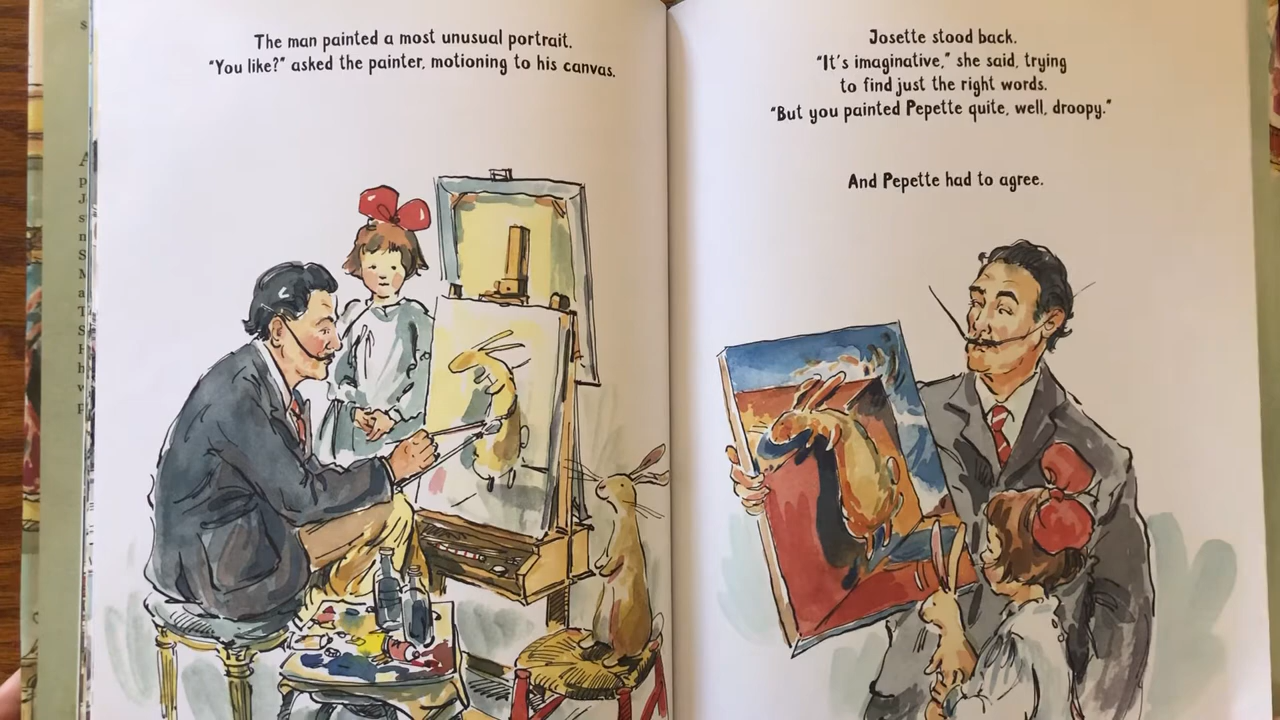 The man painted a most unusual portrait.
"You like?" asked the painter, motioning to his canvas.
Josette stood back.
"It's imaginative," she said, trying
to find just the right words.
"But you painted Pepette quite, well, droopy."
And Pepette had to agree.